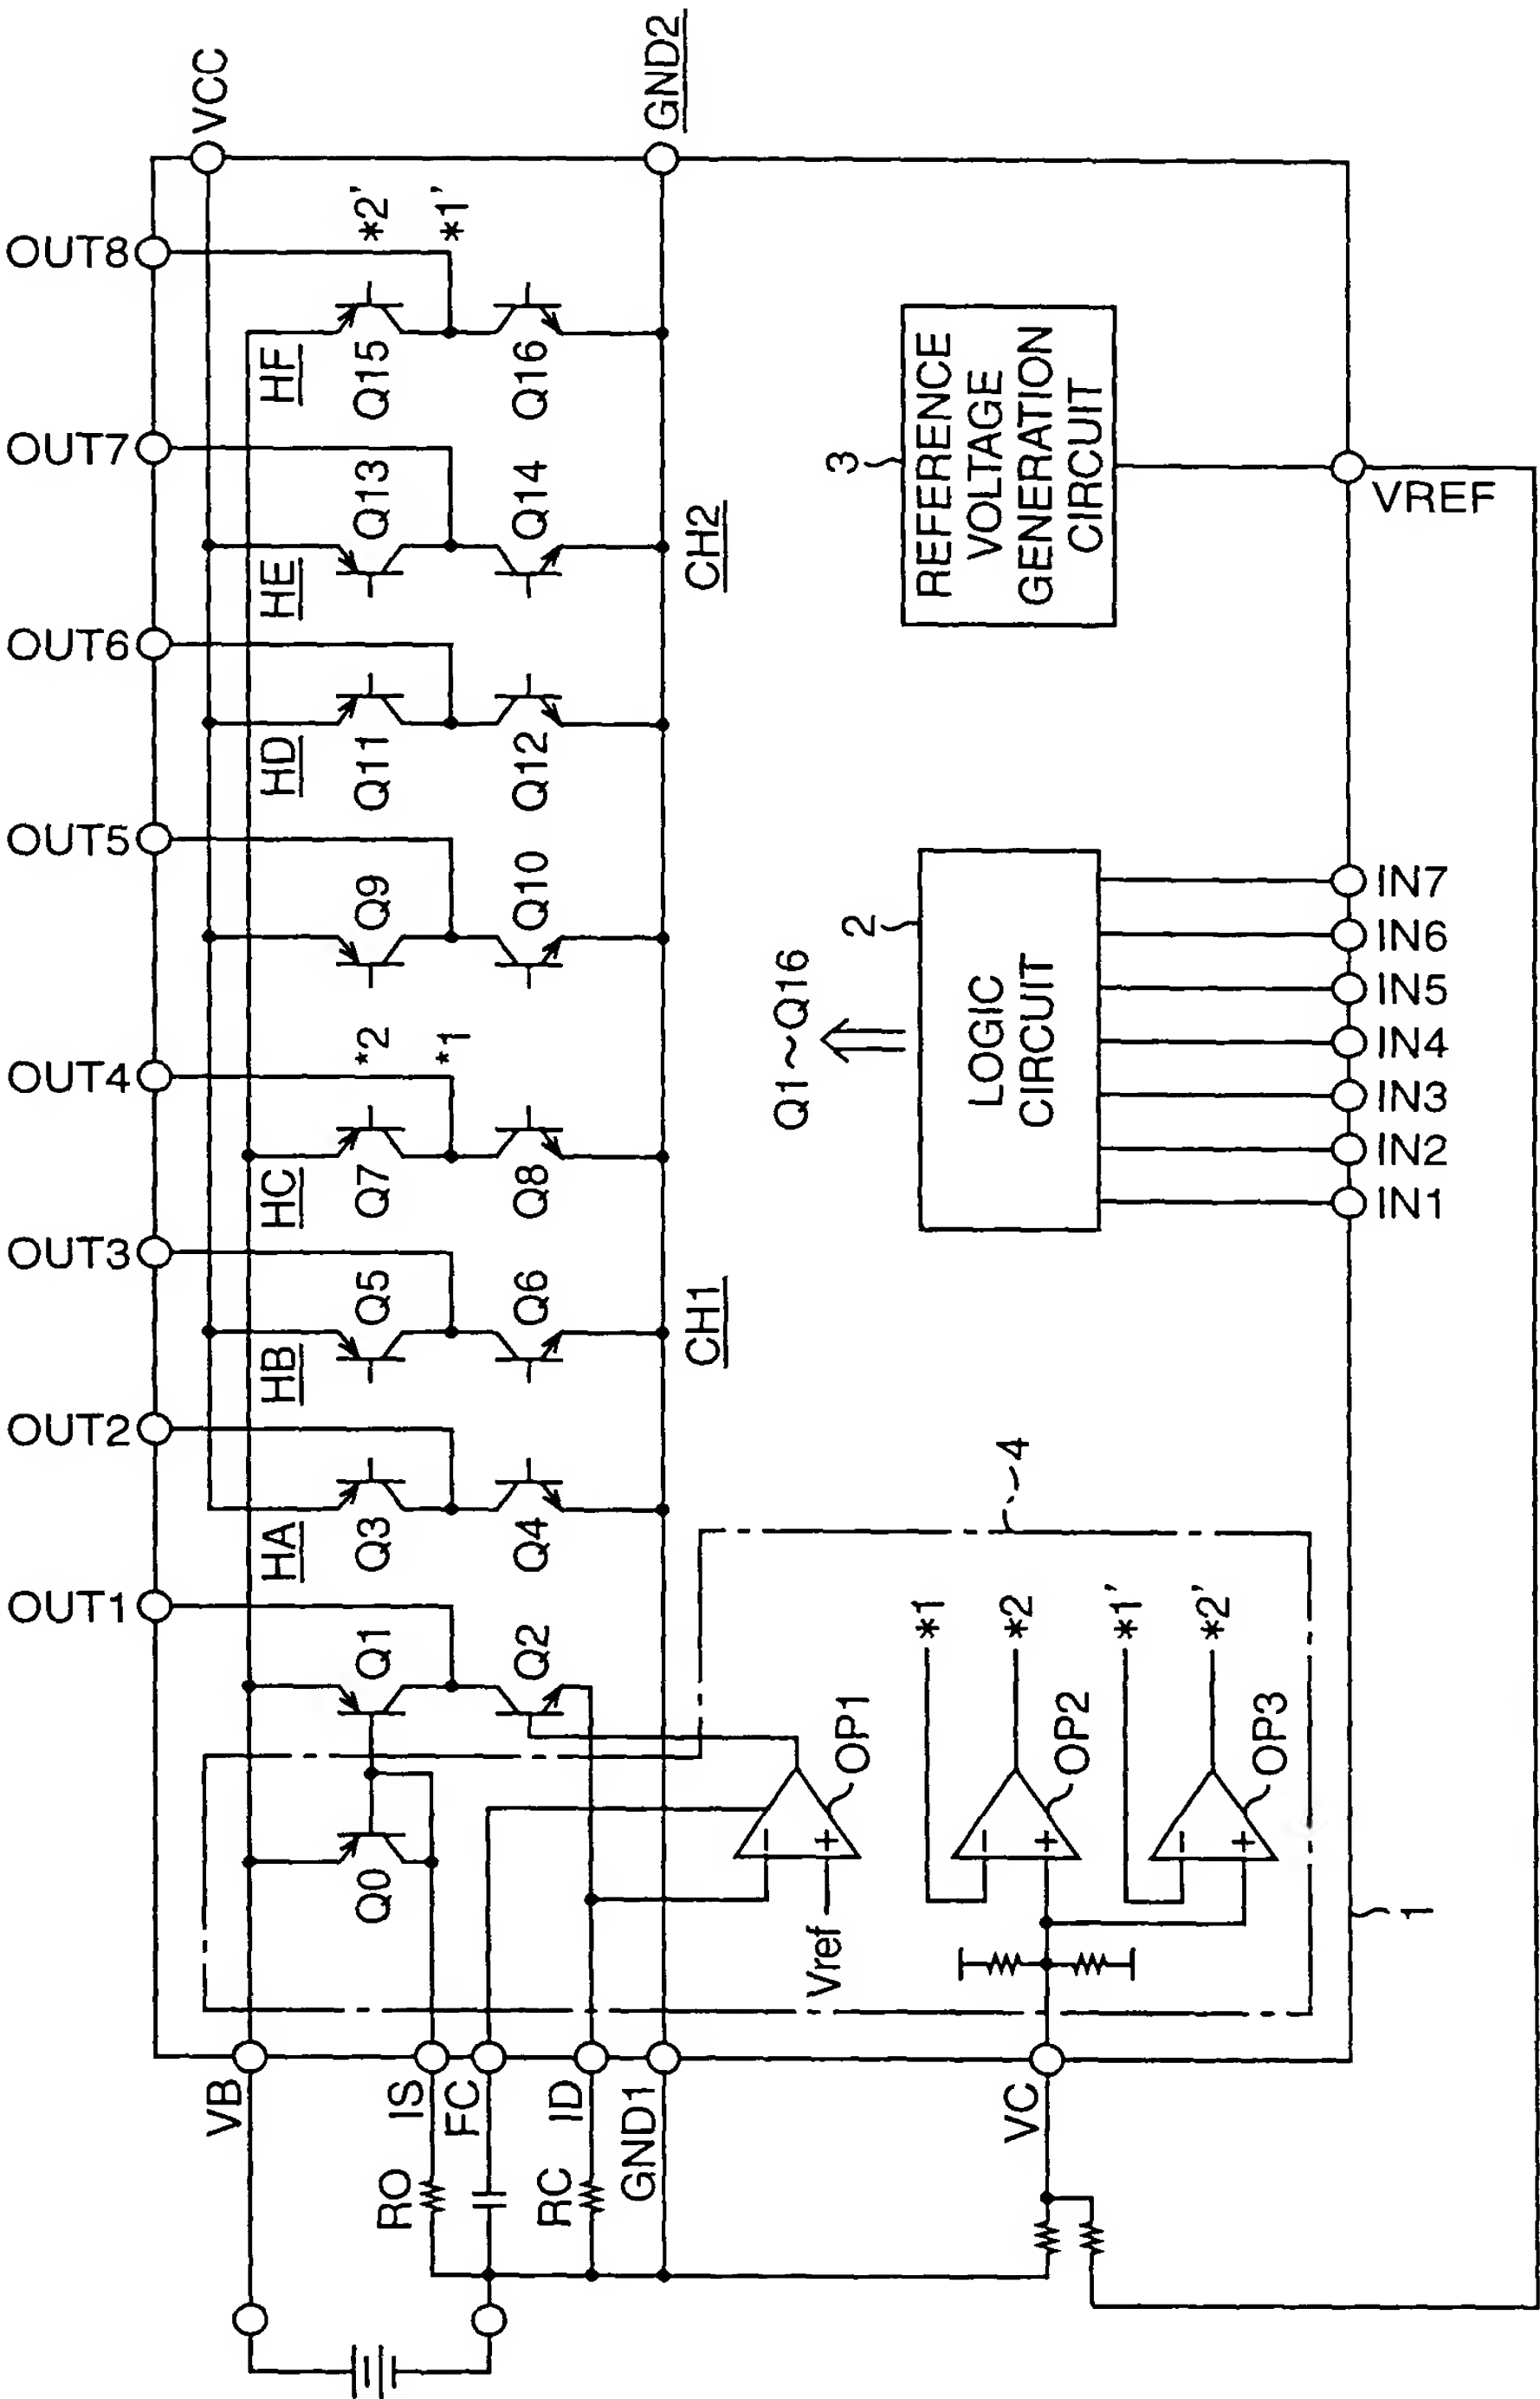 OUT1
OUT2
OUT3
OUT4
OUT5
OUT6
OUT7
OUT8
VCC
VB
HA
HB
HC
HD
HE
HF
Q0
Q1
Q3
Q5
Q7
*2
Q9
Q11
Q13
Q15
*2'
*1
*1'
IS
RO
FC
Q2
Q4
Q6
Q8
Q10
Q12
Q14
Q16
ID
RC
GND1
GND2
CH1
CH2
OP1
Vref
4
*1
*2
OP2
*1'
*2'
OP3
- +
- +
- +
VC
Q1~Q16
2
LOGIC
CIRCUIT
3
REFERENCE
VOLTAGE
GENERATION
CIRCUIT
1
IN1
IN2
IN3
IN4
IN5
IN6
IN7
VREF